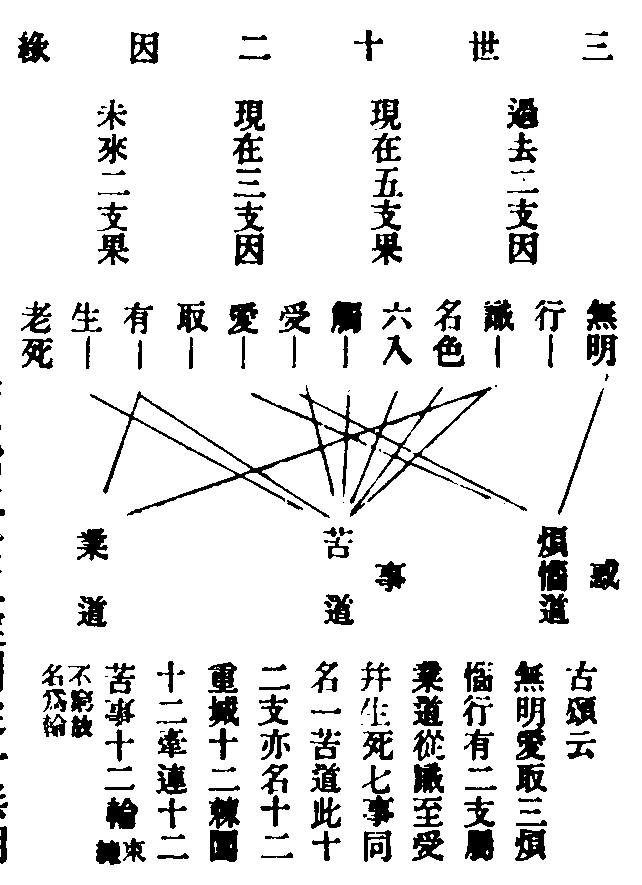 三世十二因緣
過去二支因
現在五支果
現在三支因
未來二支果
無明
行
識
名色
六入
觸
受
愛
取
有
生
老死
惑
煩惱道
事
苦道
業道
古頌云
無明愛取三煩
惱行有二支屬
業道從識至受
幷生死七事同
名一苦道此十
二支亦名十二
重城十二棘園
十二牽連十二
苦事十二輪束
不窮故
名爲輪